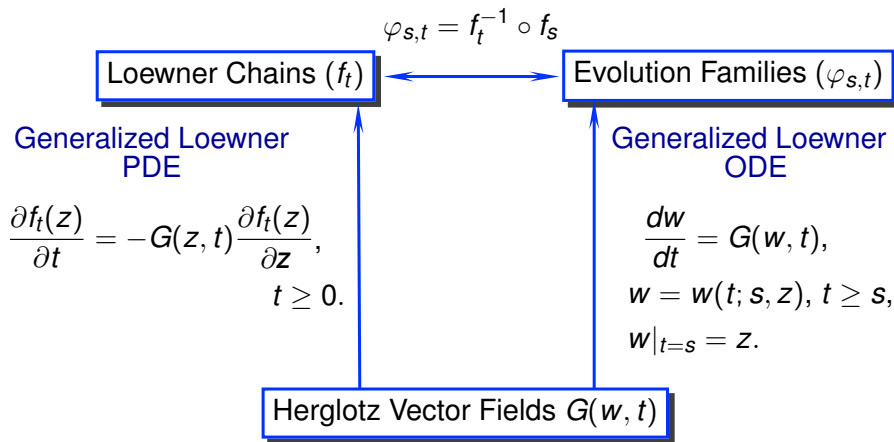 φ_{s,t} = f_t^{-1} ∘ f_s
Loewner Chains (f_t)
Evolution Families (φ_{s,t})
Generalized Loewner
PDE
∂f_t(z)/∂t = −G(z, t) ∂f_t(z)/∂z,
t ≥ 0.
Generalized Loewner
ODE
dw/dt = G(w, t),
w = w(t; s, z), t ≥ s,
w|_{t=s} = z.
Herglotz Vector Fields G(w, t)